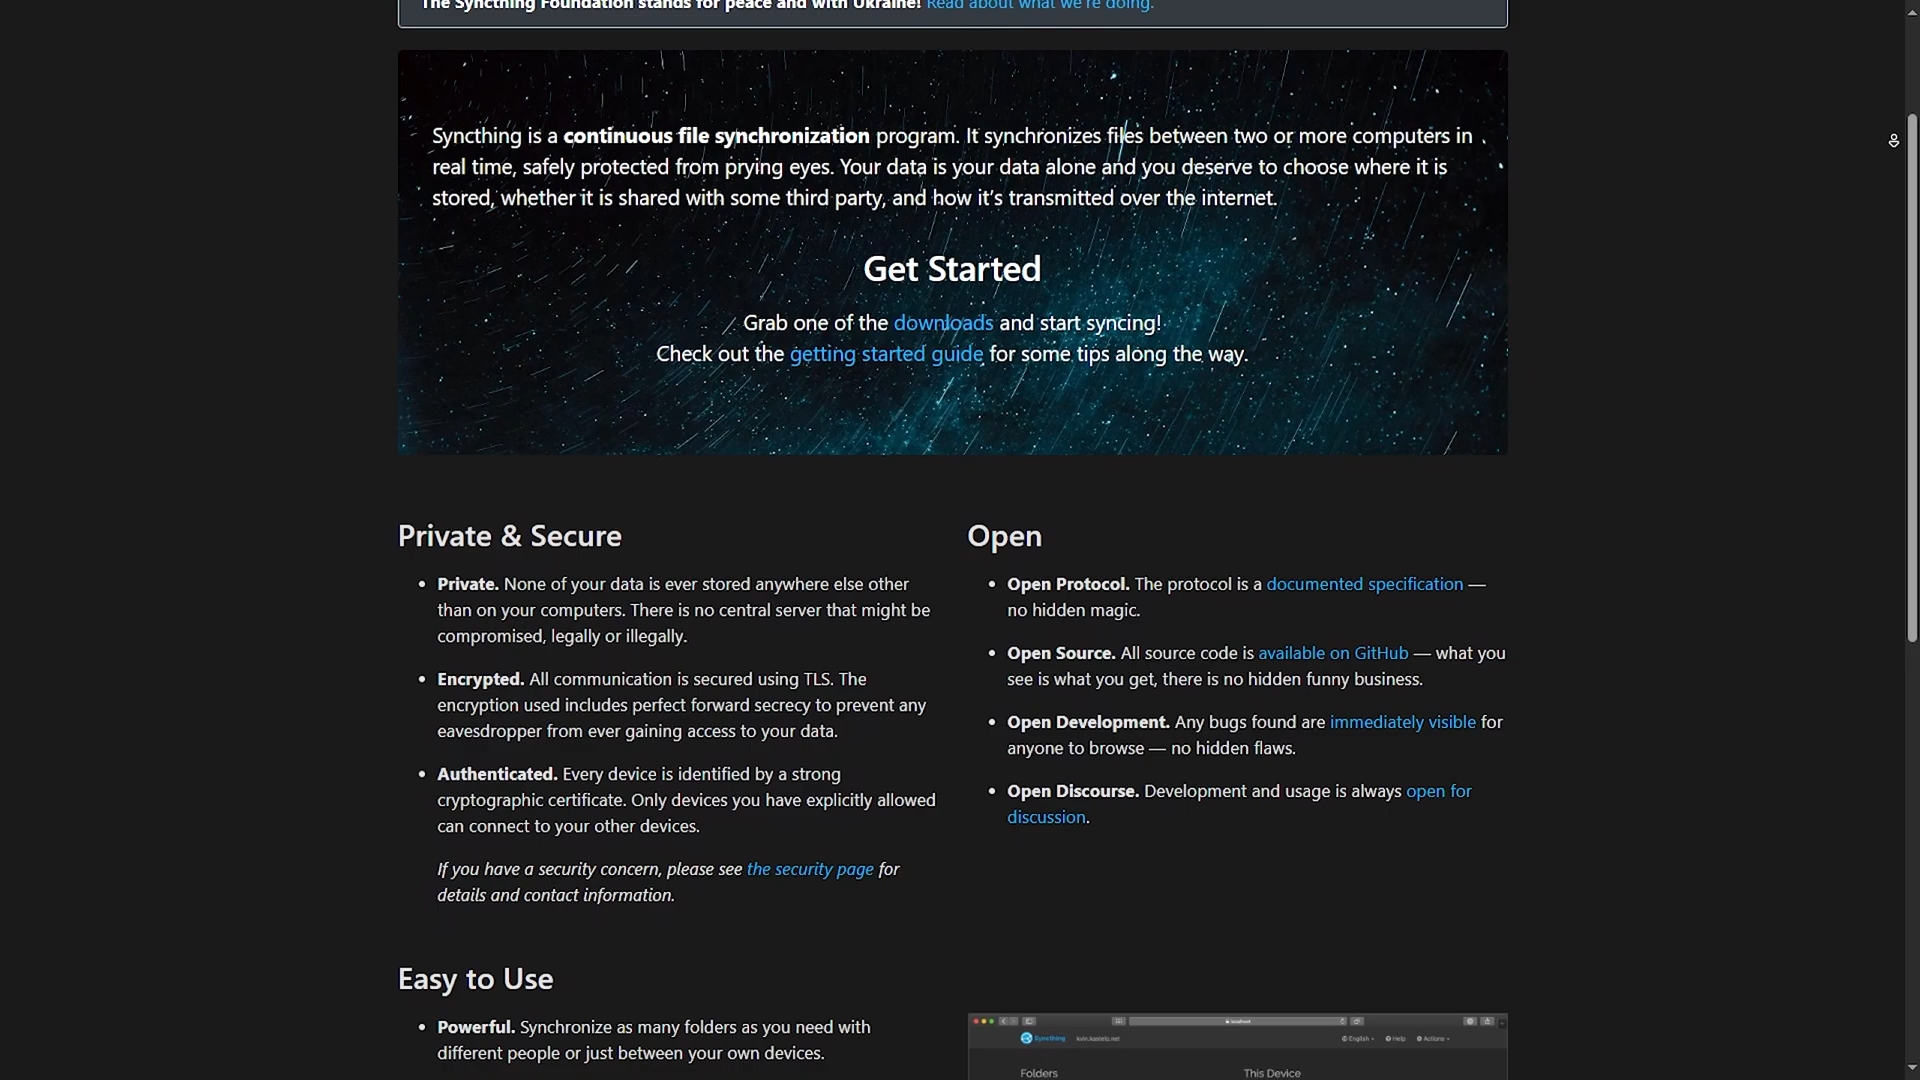 The Syncthing Foundation stands for peace and with Ukraine! Read about what we're doing.
Syncthing is a continuous file synchronization program. It synchronizes files between two or more computers in
real time, safely protected from prying eyes. Your data is your data alone and you deserve to choose where it is
stored, whether it is shared with some third party, and how it’s transmitted over the internet.
Get Started
Grab one of the downloads and start syncing!
Check out the getting started guide for some tips along the way.
Private & Secure
• Private. None of your data is ever stored anywhere else other
than on your computers. There is no central server that might be
compromised, legally or illegally.
• Encrypted. All communication is secured using TLS. The
encryption used includes perfect forward secrecy to prevent any
eavesdropper from ever gaining access to your data.
• Authenticated. Every device is identified by a strong
cryptographic certificate. Only devices you have explicitly allowed
can connect to your other devices.
If you have a security concern, please see the security page for
details and contact information.
Open
• Open Protocol. The protocol is a documented specification —
no hidden magic.
• Open Source. All source code is available on GitHub — what you
see is what you get, there is no hidden funny business.
• Open Development. Any bugs found are immediately visible for
anyone to browse — no hidden flaws.
• Open Discourse. Development and usage is always open for
discussion.
Easy to Use
• Powerful. Synchronize as many folders as you need with
different people or just between your own devices.
localhost
Syncthing kvin.kastelo.net English Help Actions
Folders This Device